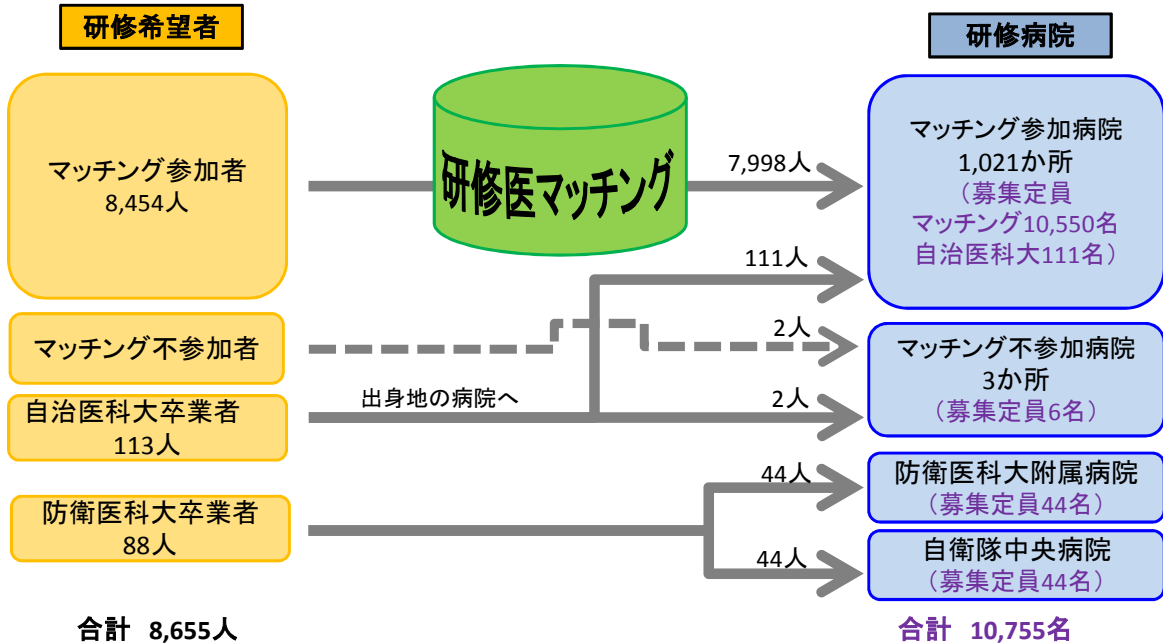 研修希望者
研修病院
マッチング参加者
8,454人
研修医マッチング
7,998人
マッチング参加病院
1,021か所
（募集定員
マッチング10,550名
自治医科大111名）
111人
マッチング不参加者
2人
マッチング不参加病院
3か所
（募集定員6名）
自治医科大卒業者
113人
出身地の病院へ
2人
防衛医科大卒業者
88人
44人
防衛医科大附属病院
（募集定員44名）
44人
自衛隊中央病院
（募集定員44名）
合計 8,655人
合計 10,755名